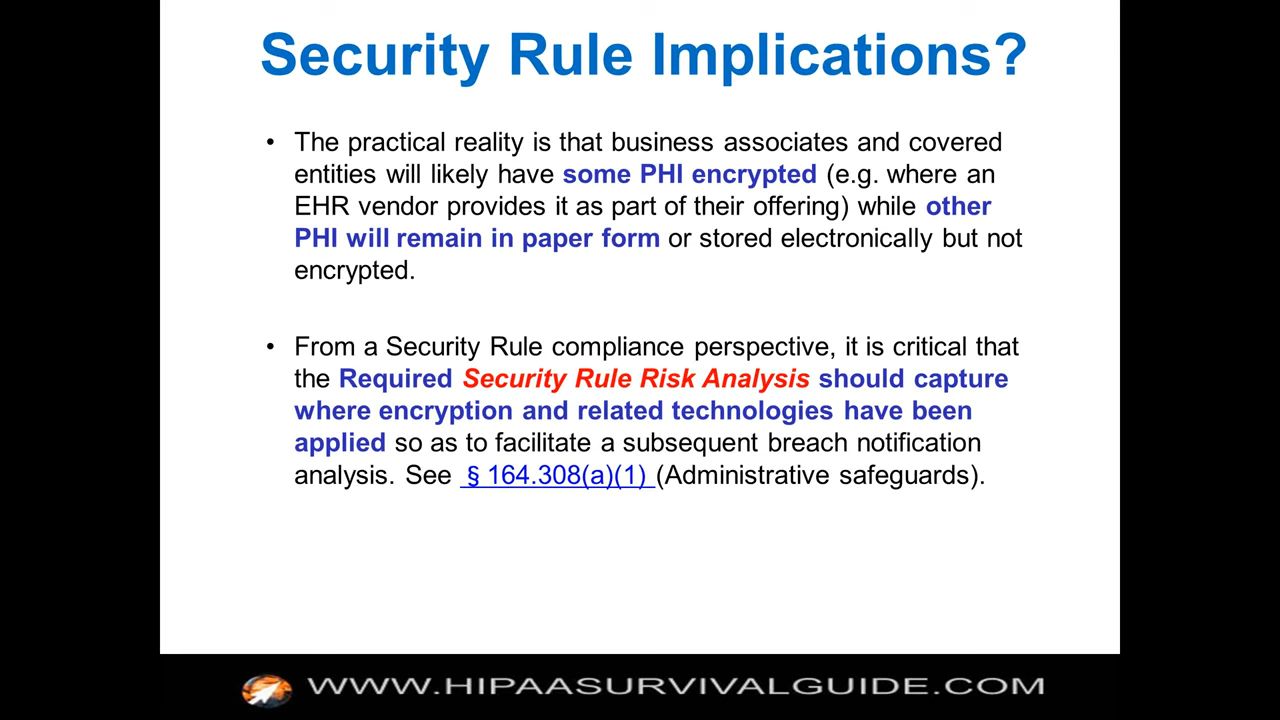 Security Rule Implications?
• The practical reality is that business associates and covered
entities will likely have some PHI encrypted (e.g. where an
EHR vendor provides it as part of their offering) while other
PHI will remain in paper form or stored electronically but not
encrypted.
• From a Security Rule compliance perspective, it is critical that
the Required Security Rule Risk Analysis should capture
where encryption and related technologies have been
applied so as to facilitate a subsequent breach notification
analysis. See § 164.308(a)(1) (Administrative safeguards).
WWW.HIPAASURVIVALGUIDE.COM